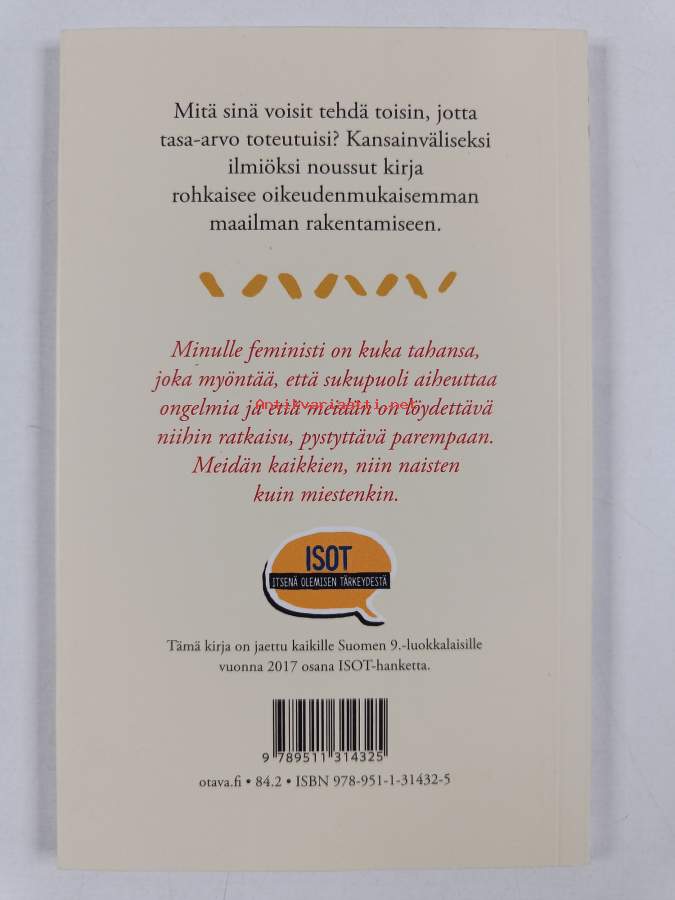 Mitä sinä voisit tehdä toisin, jotta
tasa-arvo toteutuisi? Kansainväliseksi
ilmiöksi noussut kirja
rohkaisee oikeudenmukaisemman
maailman rakentamiseen.
Minulle feministi on kuka tahansa,
joka myöntää, että sukupuoli aiheuttaa
ongelmia ja että meidän on löydettävä
Antikvariaatti.net
niihin ratkaisu, pystyttävä parempaan.
Meidän kaikkien, niin naisten
kuin miestenkin.
ISOT
ITSENÄ OLEMISEN TÄRKEYDESTÄ
Tämä kirja on jaettu kaikille Suomen 9.-luokkalaisille
vuonna 2017 osana ISOT-hanketta.
9 789511 314325
otava.fi • 84.2 • ISBN 978-951-1-31432-5